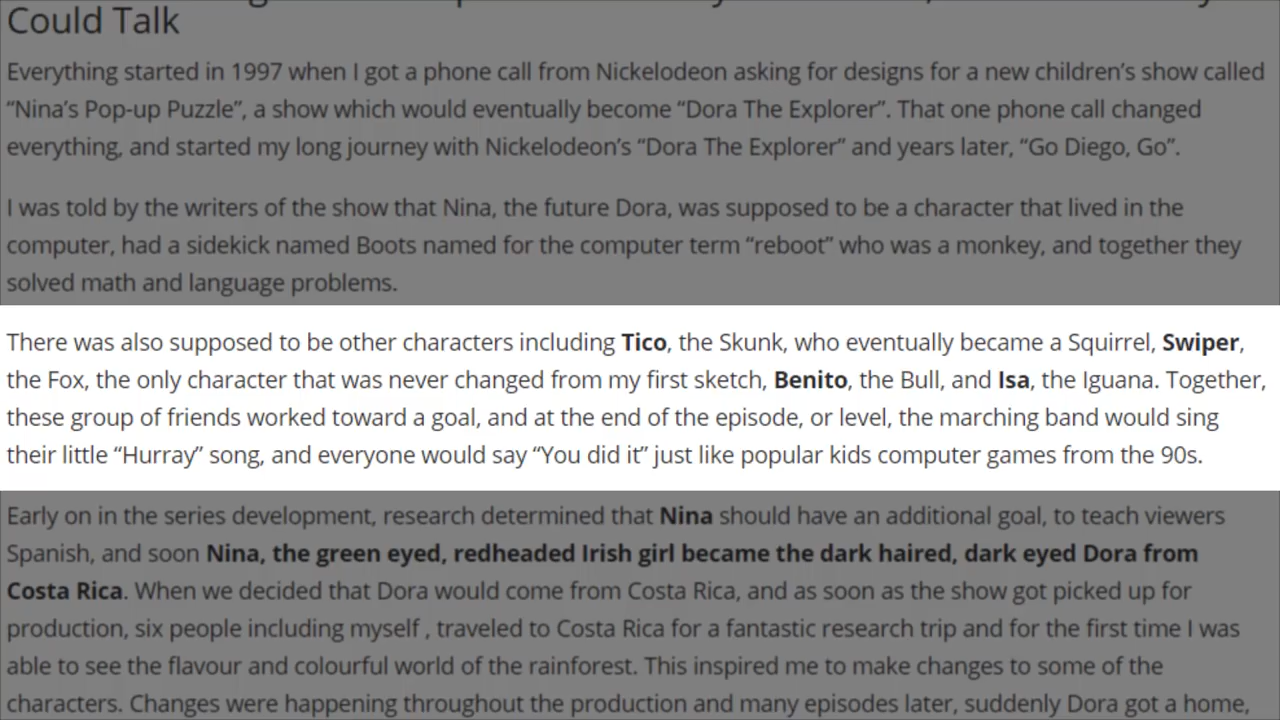 Could Talk
Everything started in 1997 when I got a phone call from Nickelodeon asking for designs for a new children’s show called
“Nina’s Pop-up Puzzle”, a show which would eventually become “Dora The Explorer”. That one phone call changed
everything, and started my long journey with Nickelodeon’s “Dora The Explorer” and years later, “Go Diego, Go”.
I was told by the writers of the show that Nina, the future Dora, was supposed to be a character that lived in the
computer, had a sidekick named Boots named for the computer term “reboot” who was a monkey, and together they
solved math and language problems.
There was also supposed to be other characters including Tico, the Skunk, who eventually became a Squirrel, Swiper,
the Fox, the only character that was never changed from my first sketch, Benito, the Bull, and Isa, the Iguana. Together,
these group of friends worked toward a goal, and at the end of the episode, or level, the marching band would sing
their little “Hurray” song, and everyone would say “You did it” just like popular kids computer games from the 90s.
Early on in the series development, research determined that Nina should have an additional goal, to teach viewers
Spanish, and soon Nina, the green eyed, redheaded Irish girl became the dark haired, dark eyed Dora from
Costa Rica. When we decided that Dora would come from Costa Rica, and as soon as the show got picked up for
production, six people including myself , traveled to Costa Rica for a fantastic research trip and for the first time I was
able to see the flavour and colourful world of the rainforest. This inspired me to make changes to some of the
characters. Changes were happening throughout the production and many episodes later, suddenly Dora got a home,